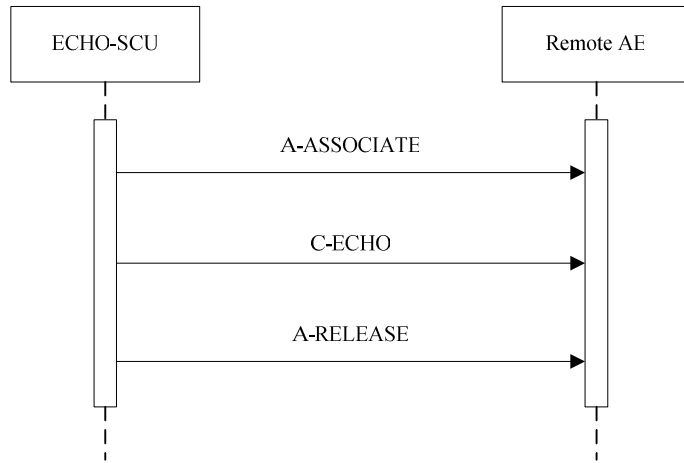 ECHO-SCU
Remote AE
A-ASSOCIATE
C-ECHO
A-RELEASE